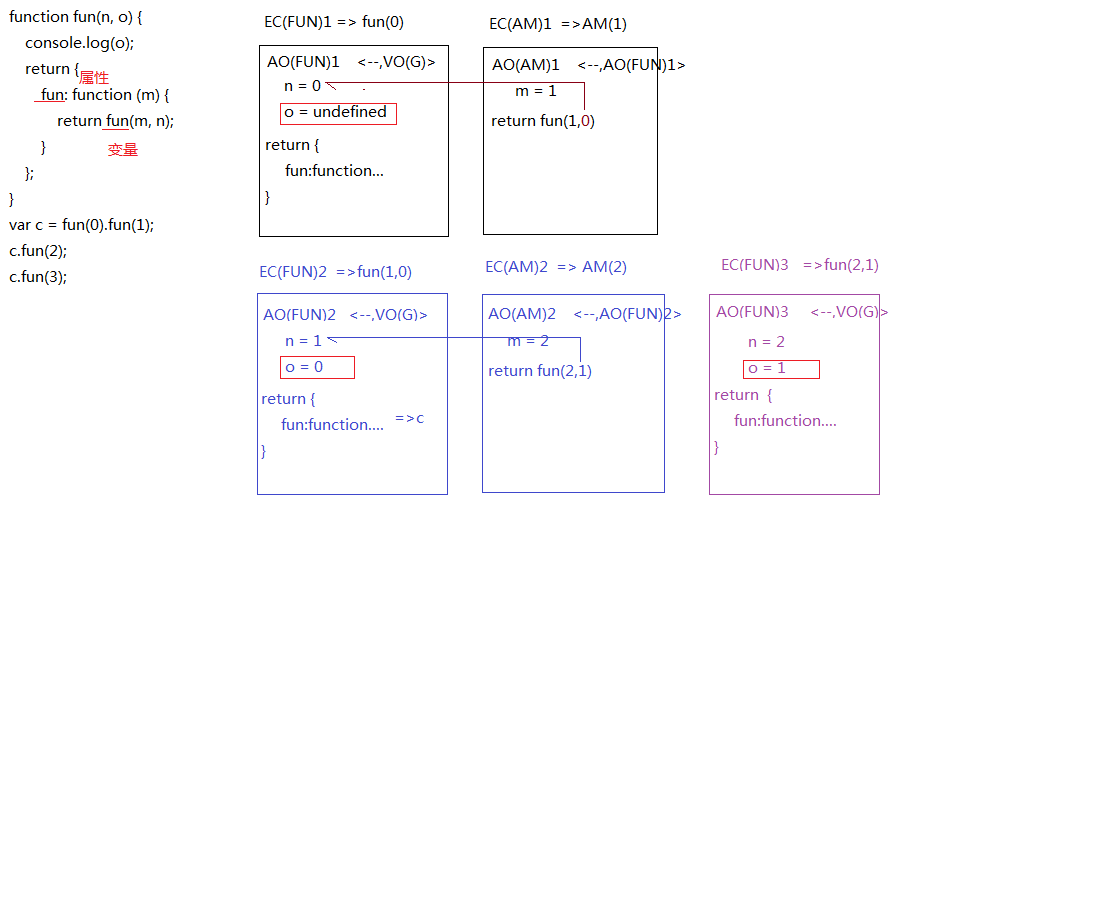 function fun(n, o) {
console.log(o);
return {
属性
fun: function (m) {
return fun(m, n);
}
变量
};
}
var c = fun(0).fun(1);
c.fun(2);
c.fun(3);
EC(FUN)1 => fun(0)
AO(FUN)1 <--,VO(G)>
n = 0
o = undefined
return {
fun:function...
}
EC(AM)1 =>AM(1)
AO(AM)1 <--,AO(FUN)1>
m = 1
return fun(1,0)
EC(FUN)2 =>fun(1,0)
AO(FUN)2 <--,VO(G)>
n = 1
o = 0
return {
fun:function.... =>c
}
EC(AM)2 => AM(2)
AO(AM)2 <--,AO(FUN)2>
m = 2
return fun(2,1)
EC(FUN)3 =>fun(2,1)
AO(FUN)3 <--,VO(G)>
n = 2
o = 1
return {
fun:function....
}